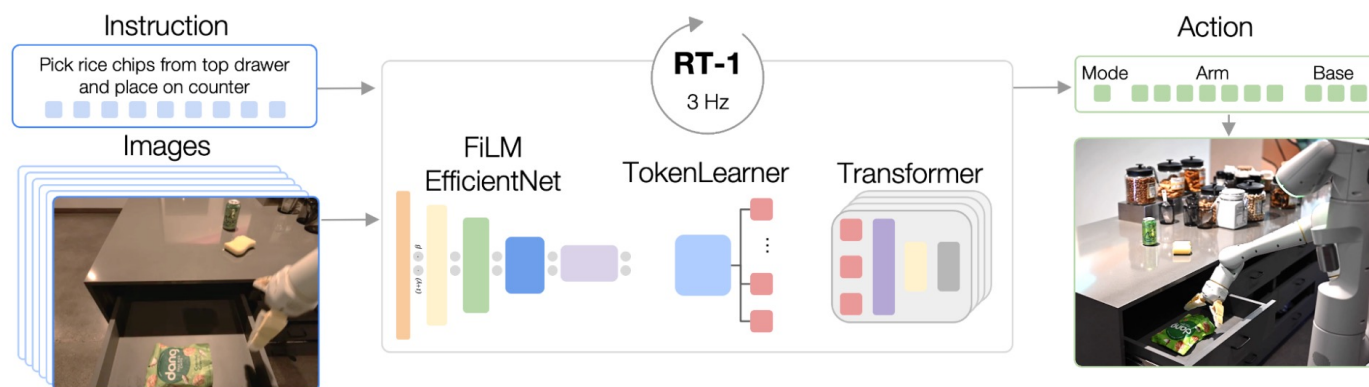 Instruction
Pick rice chips from top drawer
and place on counter
Images
RT-1
3 Hz
FiLM
EfficientNet
TokenLearner
Transformer
Action
Mode
Arm
Base
dang